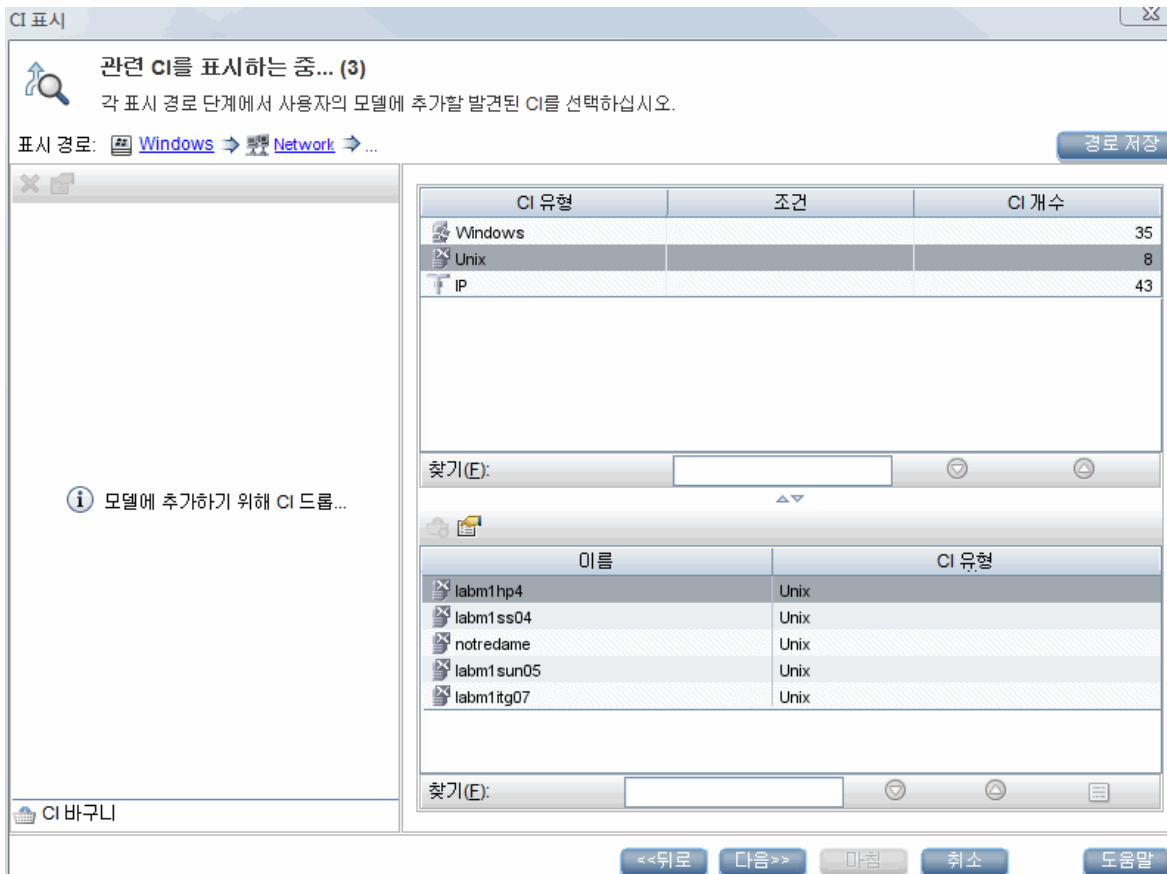 CI 표시
관련 CI를 표시하는 중... (3)
각 표시 경로 단계에서 사용자의 모델에 추가할 발견된 CI를 선택하십시오.
표시 경로: Windows ⇒ Network ⇒ ...
경로 저장
CI 유형 조건 CI 개수
Windows 35
Unix 8
IP 43
찾기(F):
모델에 추가하기 위해 CI 드롭...
이름 CI 유형
labm1hp4 Unix
labm1ss04 Unix
notredame Unix
labm1sun05 Unix
labm1itg07 Unix
찾기(F):
CI 바구니
<<뒤로 다음>> 마침 취소 도움말